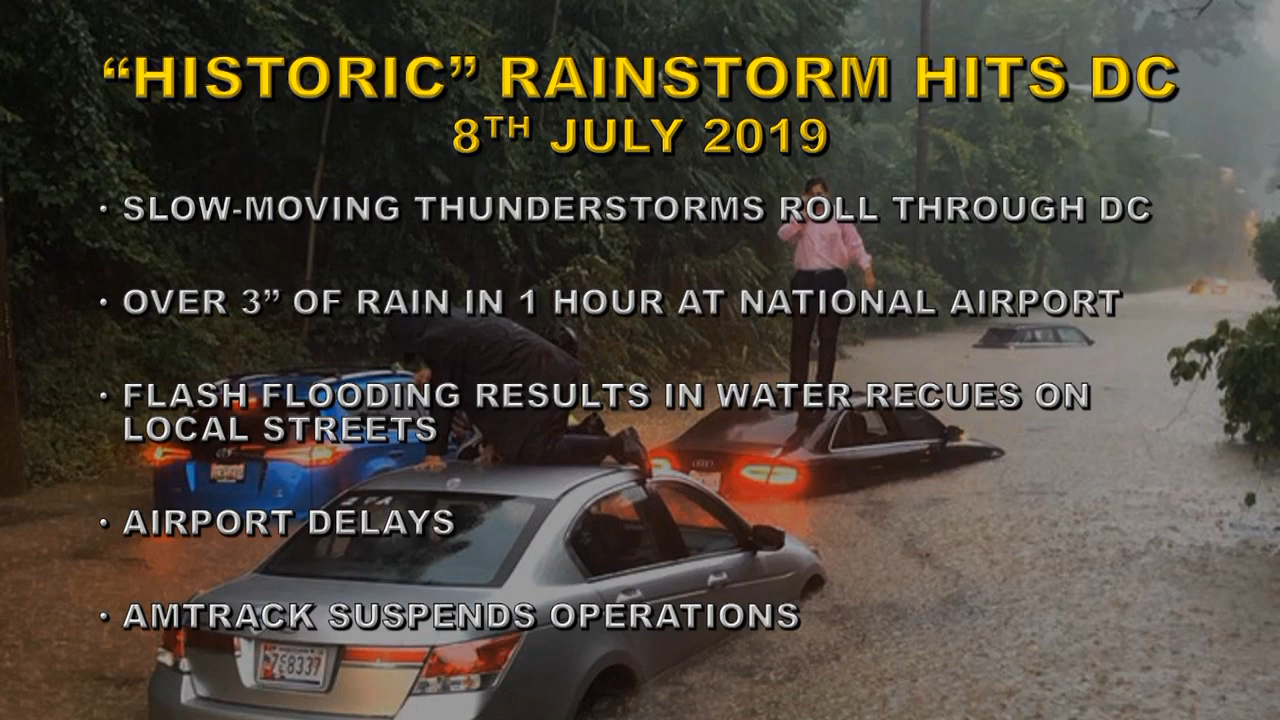 “HISTORIC” RAINSTORM HITS DC
8TH JULY 2019
• SLOW-MOVING THUNDERSTORMS ROLL THROUGH DC
• OVER 3” OF RAIN IN 1 HOUR AT NATIONAL AIRPORT
• FLASH FLOODING RESULTS IN WATER RECUES ON
LOCAL STREETS
• AIRPORT DELAYS
• AMTRACK SUSPENDS OPERATIONS